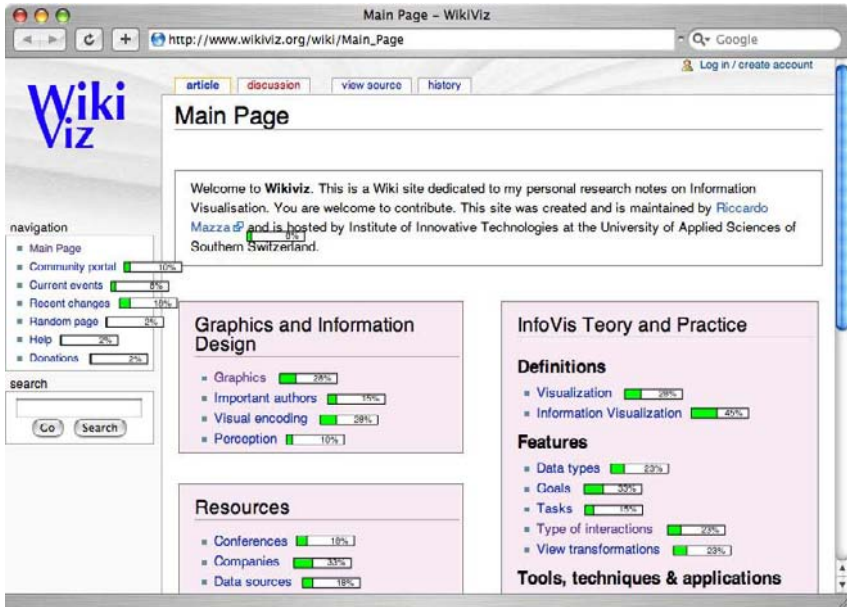 Main Page – WikiViz
http://www.wikiviz.org/wiki/Main_Page
Google
Log in / create account
Wiki
Viz
article discussion view source history
Main Page
Welcome to Wikiviz. This is a Wiki site dedicated to my personal research notes on Information
Visualisation. You are welcome to contribute. This site was created and is maintained by Riccardo
Mazza and is hosted by Institute of Innovative Technologies at the University of Applied Sciences of
8%
Southern Switzerland.
navigation
Main Page
Community portal 10%
Current events 8%
Recent changes 18%
Random page 2%
Help 2%
Donations 2%
search
Go Search
Graphics and Information
Design
Graphics 28%
Important authors 15%
Visual encoding 28%
Perception 10%
Resources
Conferences 18%
Companies 33%
Data sources 18%
InfoVis Teory and Practice
Definitions
Visualization 28%
Information Visualization 45%
Features
Data types 23%
Goals 33%
Tasks 15%
Type of interactions 23%
View transformations 23%
Tools, techniques & applications